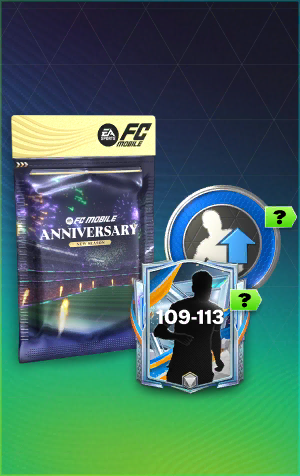 EA
SPORTS
FC
MOBILE
FC MOBILE
ANNIVERSARY
NEW SEASON
?
?
109-113